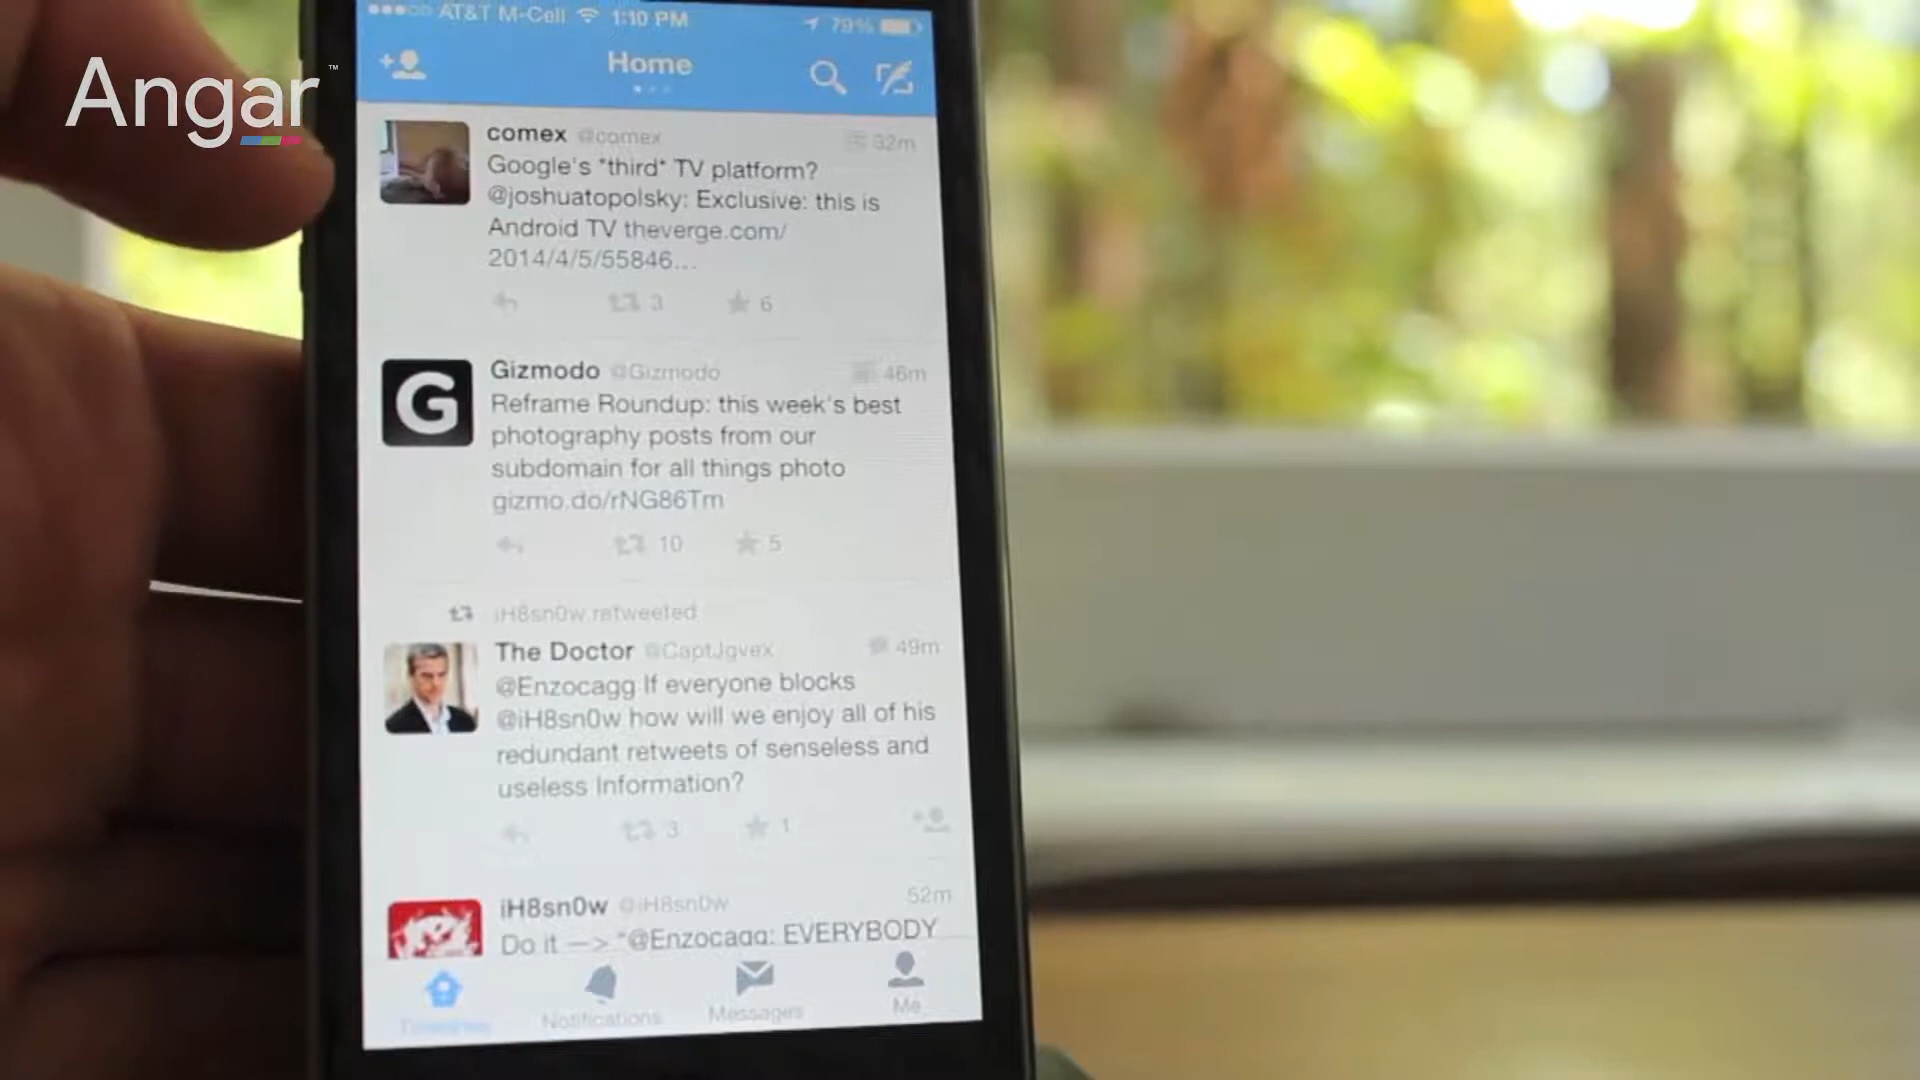 AT&T M-Cell 1:10 PM 79%
Angar™
Home
comex @comex 32m
Google's *third* TV platform?
@joshuatopolsky: Exclusive: this is
Android TV theverge.com/
2014/4/5/55846...
3 6
G
Gizmodo @Gizmodo 46m
Reframe Roundup: this week's best
photography posts from our
subdomain for all things photo
gizmo.do/rNG86Tm
10 5
iH8sn0w retweeted
The Doctor @CaptJgvex 49m
@Enzocagg If everyone blocks
@iH8sn0w how will we enjoy all of his
redundant retweets of senseless and
useless Information?
3 1
iH8sn0w @iH8sn0w 52m
Do it —> "@Enzocagg: EVERYBODY
Timelines Notifications Messages Me